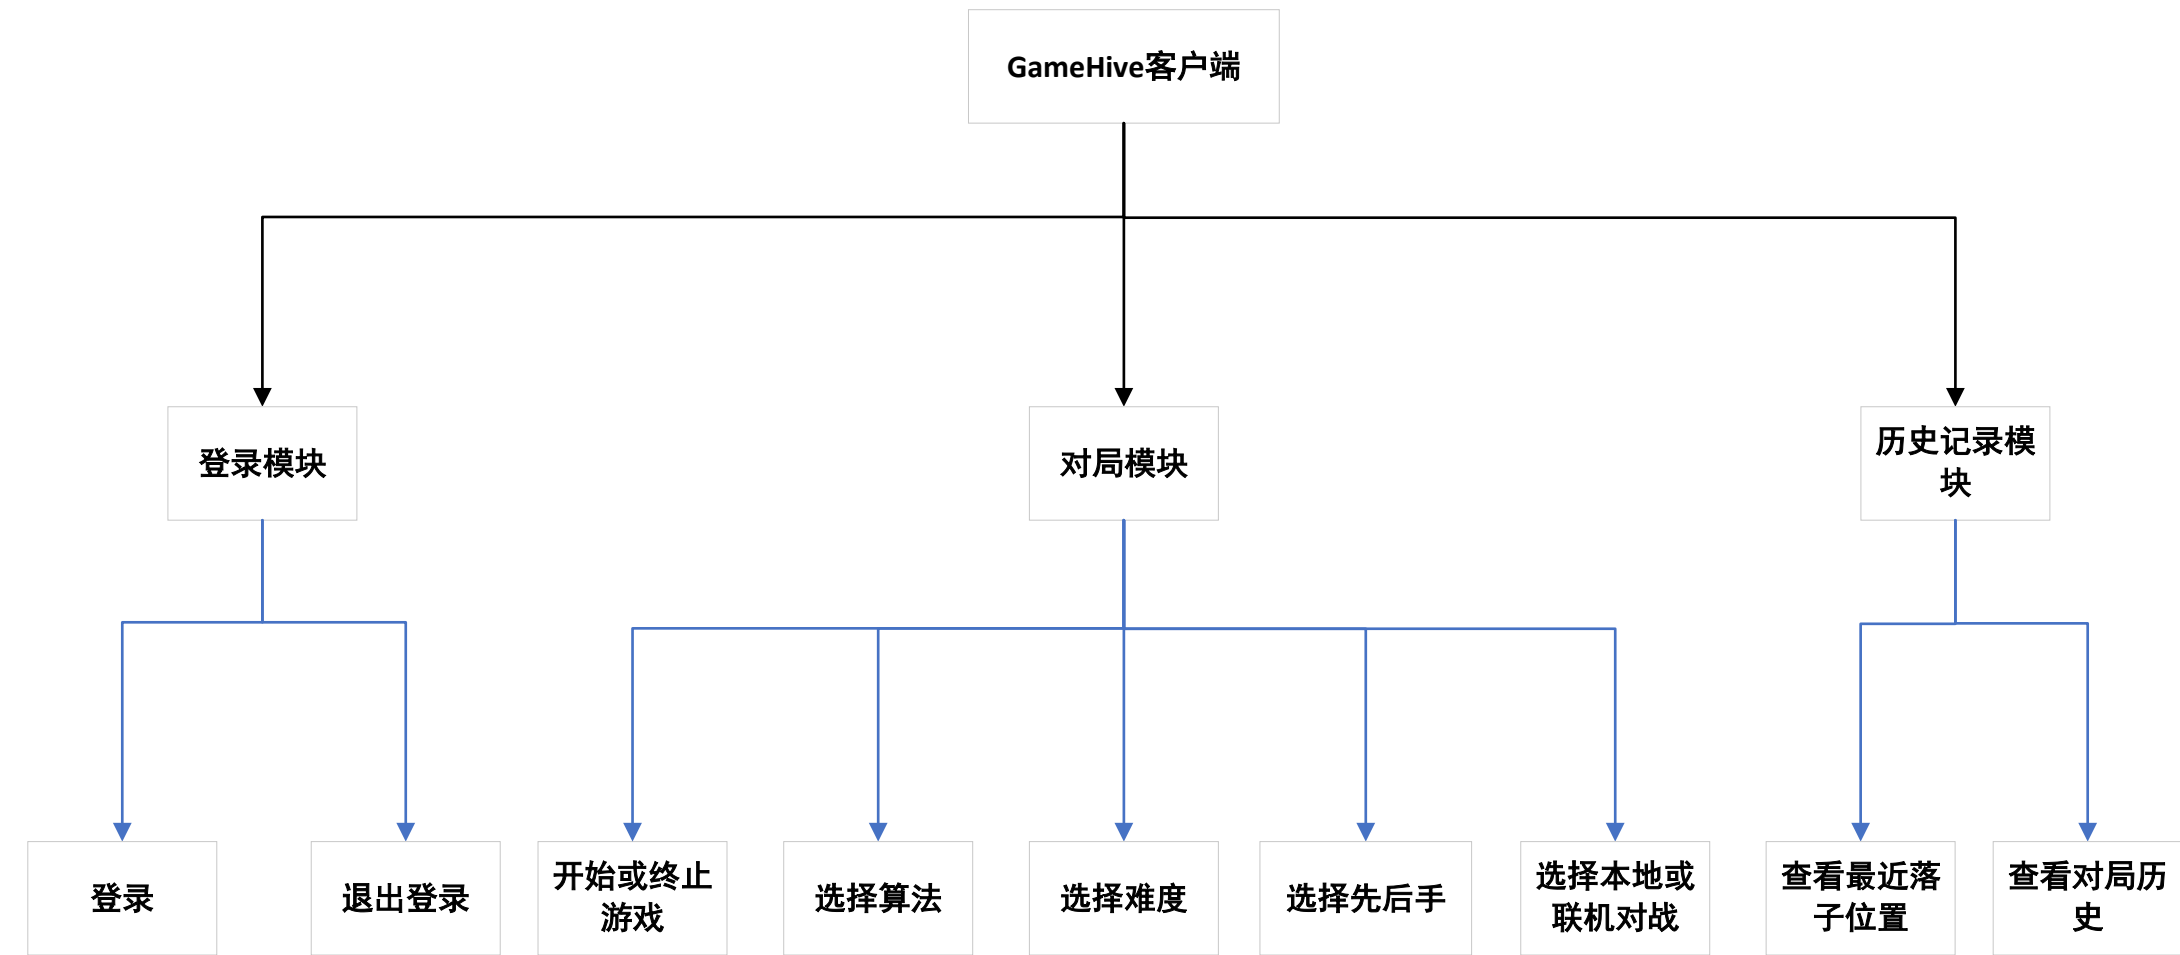 GameHive客户端
登录模块
对局模块
历史记录模
块
登录
退出登录
开始或终止
游戏
选择算法
选择难度
选择先后手
选择本地或
联机对战
查看最近落
子位置
查看对局历
史